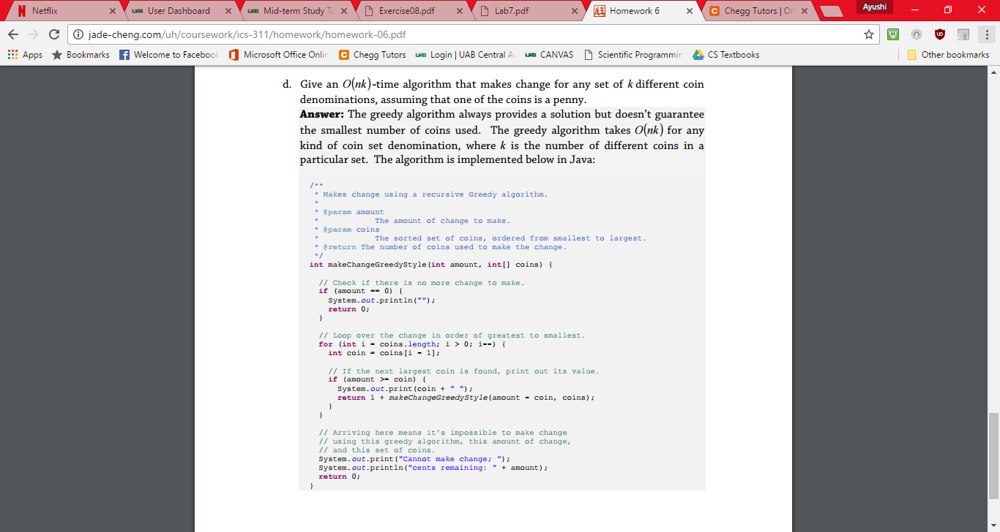 Netflix
User Dashboard
Mid-term Study To
Exercise08.pdf
Lab7.pdf
Homework 6
Chegg Tutors | On
Ayushi
jade-cheng.com/uh/coursework/ics-311/homework/homework-06.pdf
Apps
Bookmarks
Welcome to Facebook
Microsoft Office Onlin
Chegg Tutors
UAB Login | UAB Central A
UAB CANVAS
Scientific Programmin
CS Textbooks
Other bookmarks
d. Give an O(nk)-time algorithm that makes change for any set of k different coin
denominations, assuming that one of the coins is a penny.
Answer: The greedy algorithm always provides a solution but doesn't guarantee
the smallest number of coins used. The greedy algorithm takes O(nk) for any
kind of coin set denomination, where k is the number of different coins in a
particular set. The algorithm is implemented below in Java:
/**
* Makes change using a recursive Greedy algorithm.
*
* @param amount
* The amount of change to make.
* @param coins
* The sorted set of coins, ordered from smallest to largest.
* @return The number of coins used to make the change.
*/
int makeChangeGreedyStyle(int amount, int[] coins) {
// Check if there is no more change to make.
if (amount == 0) {
System.out.println("");
return 0;
}
// Loop over the change in order of greatest to smallest.
for (int i = coins.length; i > 0; i--) {
int coin = coins[i - 1];
// If the next largest coin is found, print out its value.
if (amount >= coin) {
System.out.print(coin + " ");
return 1 + makeChangeGreedyStyle(amount - coin, coins);
}
}
// Arriving here means it's impossible to make change
// using this greedy algorithm, this amount of change,
// and this set of coins.
System.out.print("Cannot make change; ");
System.out.println("cents remaining: " + amount);
return 0;
}